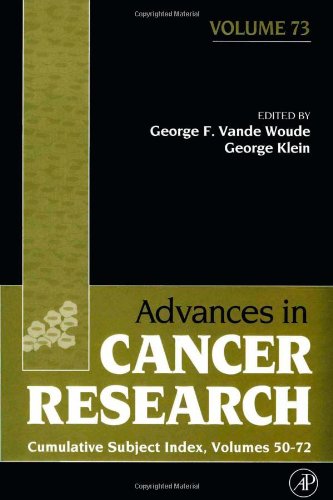 VOLUME 73
EDITED BY
George F. Vande Woude
George Klein
Advances in
CANCER
RESEARCH
Cumulative Subject Index, Volumes 50-72
AP